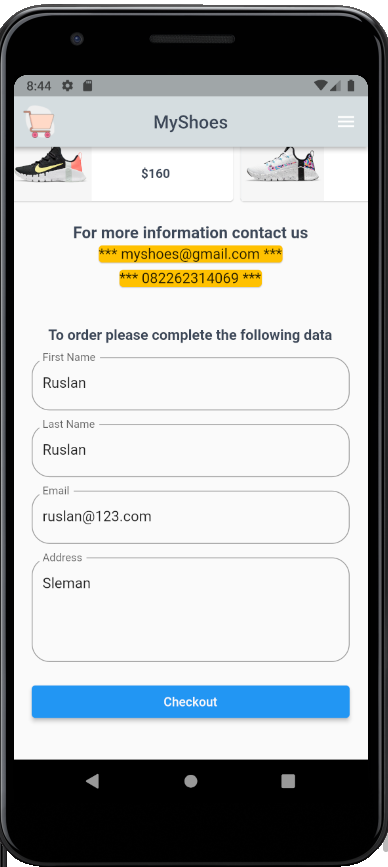 8:44
MyShoes
$160
For more information contact us
*** myshoes@gmail.com ***
*** 082262314069 ***
To order please complete the following data
First Name
Ruslan
Last Name
Ruslan
Email
ruslan@123.com
Address
Sleman
Checkout